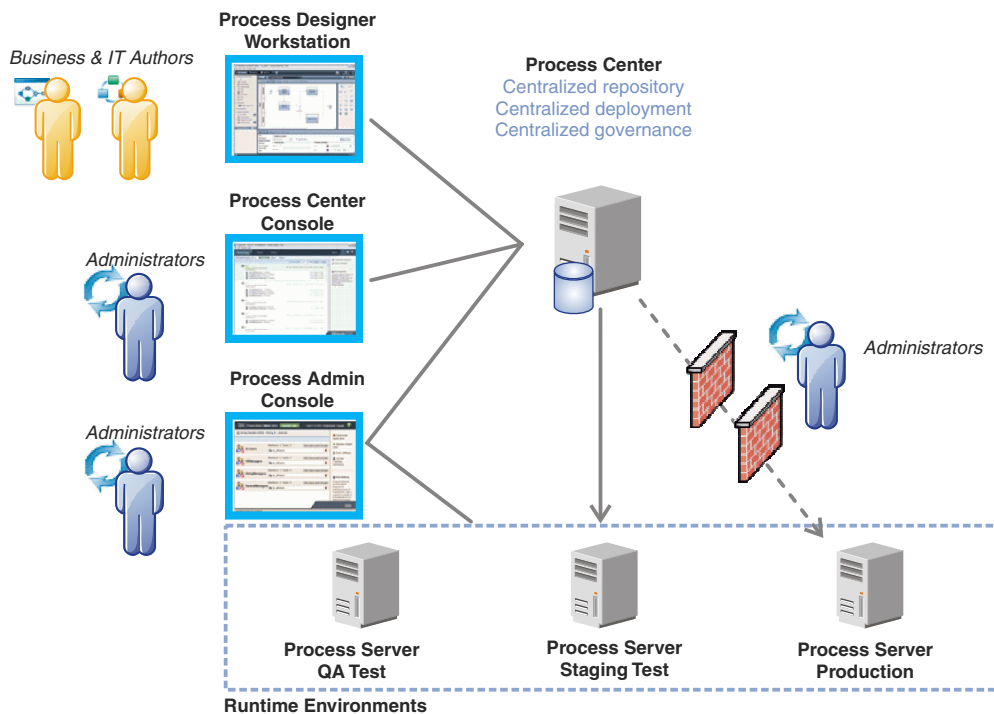 Process Designer
Workstation
Business & IT Authors
Process Center
Centralized repository
Centralized deployment
Centralized governance
Process Center
Console
Administrators
Process Admin
Console
Administrators
Administrators
Process Server
QA Test
Process Server
Staging Test
Process Server
Production
Runtime Environments